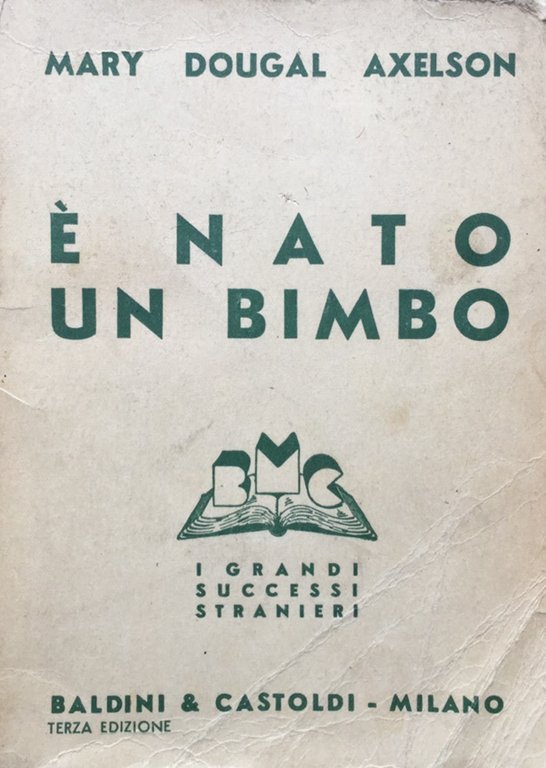 MARY DOUGAL AXELSON
È NATO
UN BIMBO
BMC
I GRANDI
SUCCESSI
STRANIERI
BALDINI & CASTOLDI - MILANO
TERZA EDIZIONE